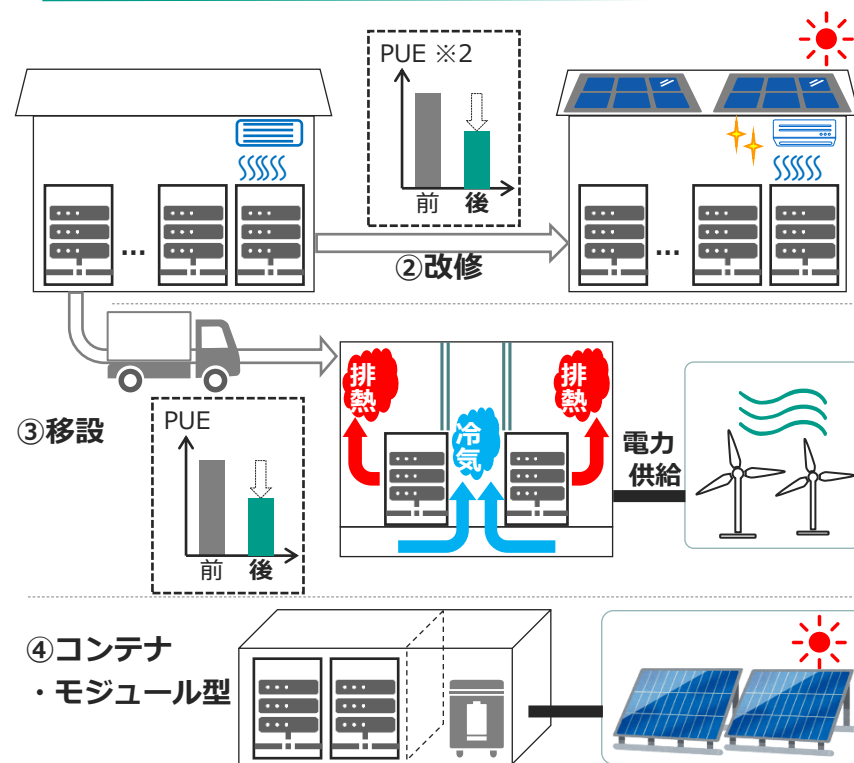 PUE ※2
前
後
...
...
②改修
排熱
排熱
冷気
③移設
PUE
前
後
電力
供給
④コンテナ
・モジュール型